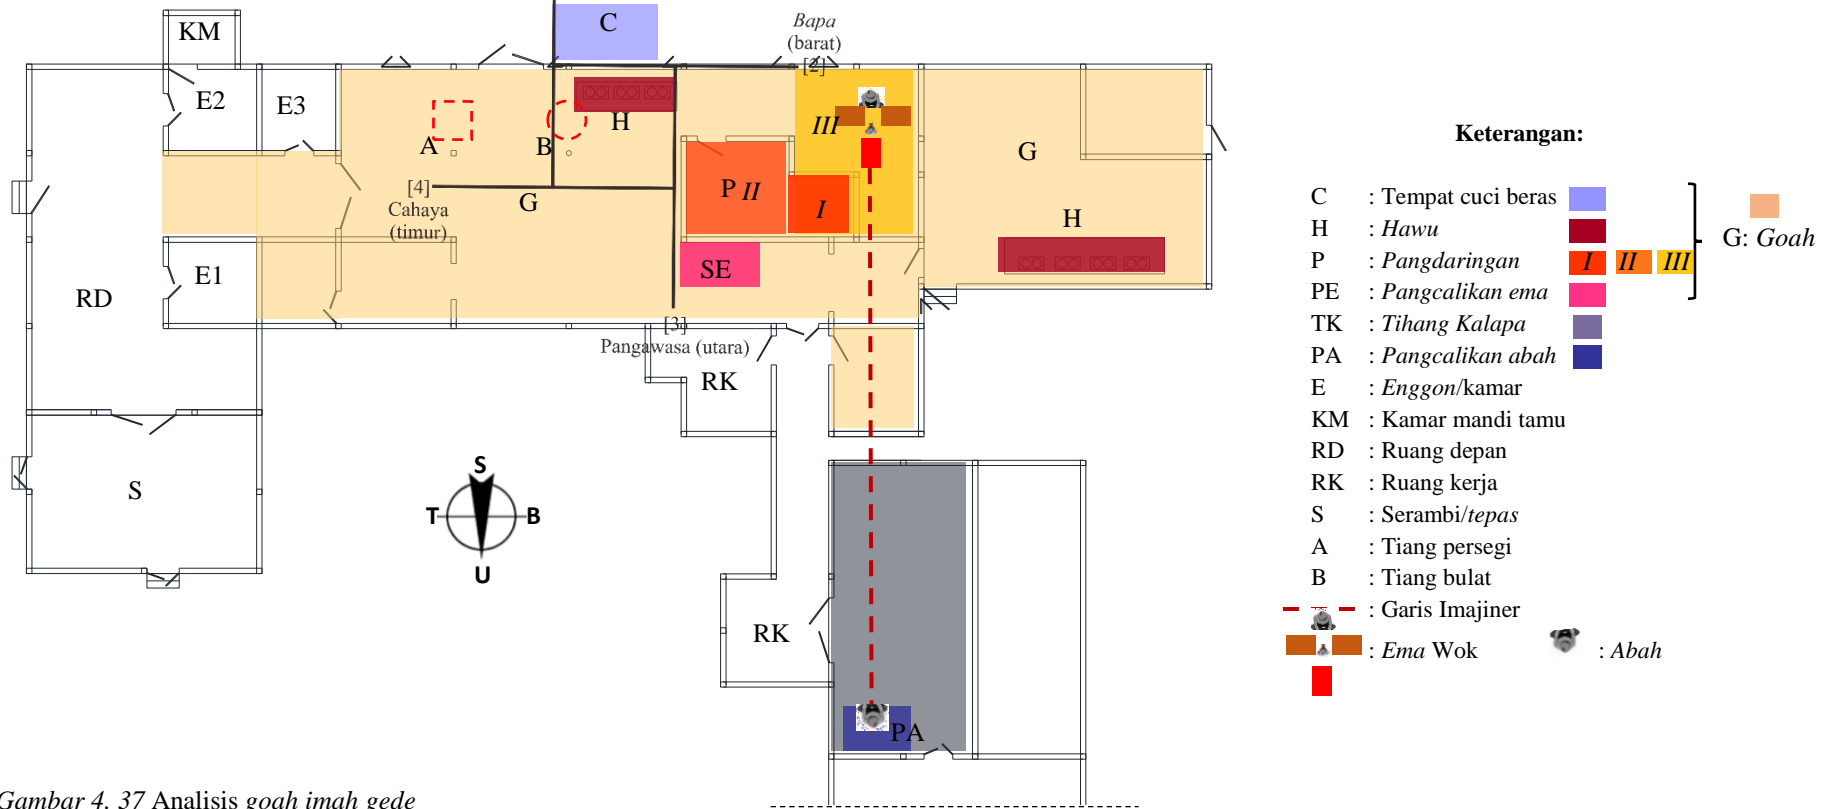 C
KM
Bapa
(barat)
[2]
E2
E3
H
III
A
B
G
P II
I
[4]
Cahaya
(timur)
G
H
SE
E1
RD
[3]
Pangawasa (utara)
RK
S
S
T
B
U
RK
PA
Keterangan:
C : Tempat cuci beras
H : Hawu
P : Pangdaringan I II III
PE : Pangcalikan ema
TK : Tihang Kalapa
PA : Pangcalikan abah
E : Enggon/kamar
KM : Kamar mandi tamu
RD : Ruang depan
RK : Ruang kerja
S : Serambi/tepas
A : Tiang persegi
B : Tiang bulat
: Garis Imajiner
: Ema Wok : Abah
G: Goah
Gambar 4. 37 Analisis goah imah gede